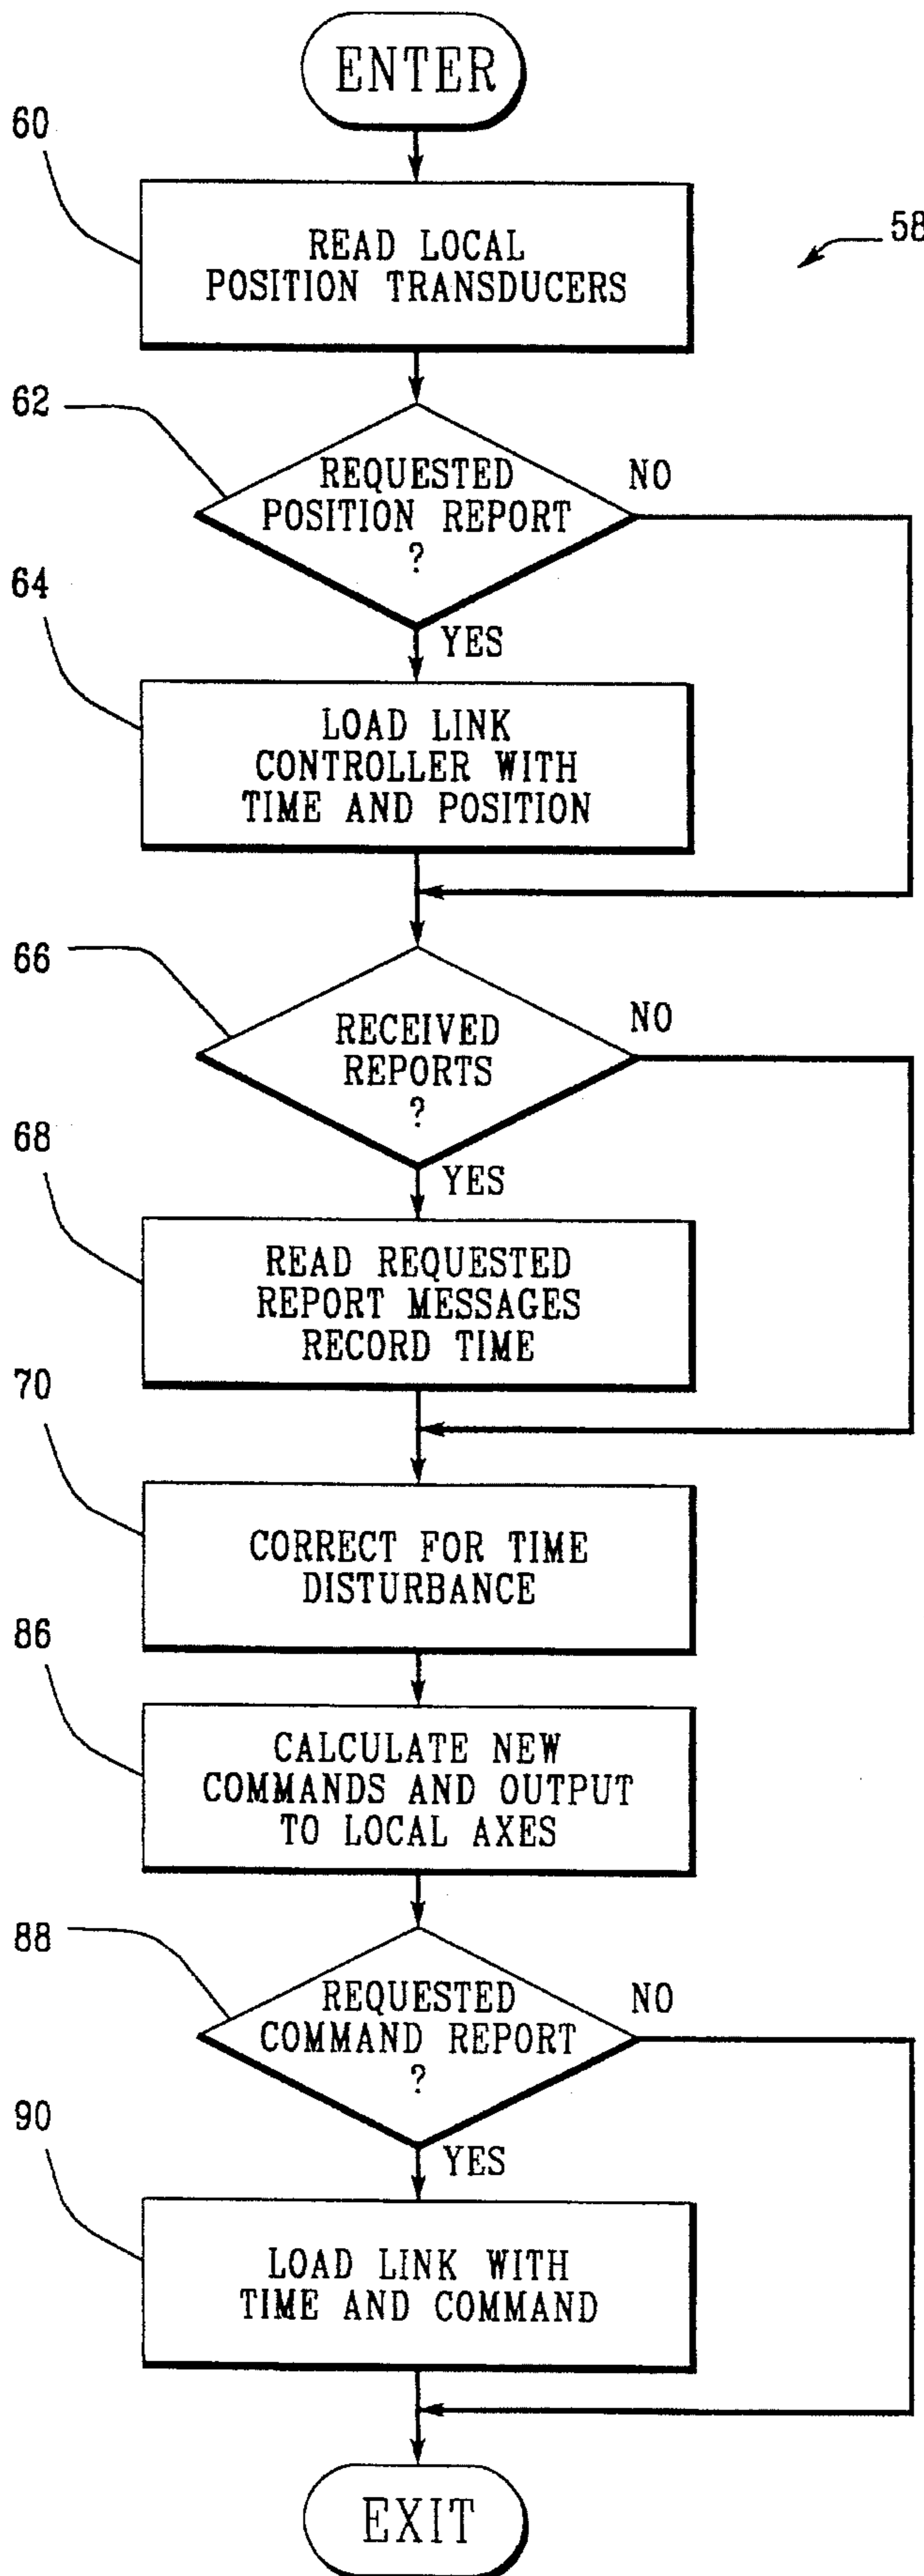 ENTER
60
58
READ LOCAL
POSITION TRANSDUCERS
62
REQUESTED
POSITION REPORT
?
NO
64
YES
LOAD LINK
CONTROLLER WITH
TIME AND POSITION
66
RECEIVED
REPORTS
?
NO
68
YES
READ REQUESTED
REPORT MESSAGES
RECORD TIME
70
CORRECT FOR TIME
DISTURBANCE
86
CALCULATE NEW
COMMANDS AND OUTPUT
TO LOCAL AXES
88
REQUESTED
COMMAND REPORT
?
NO
90
YES
LOAD LINK WITH
TIME AND COMMAND
EXIT